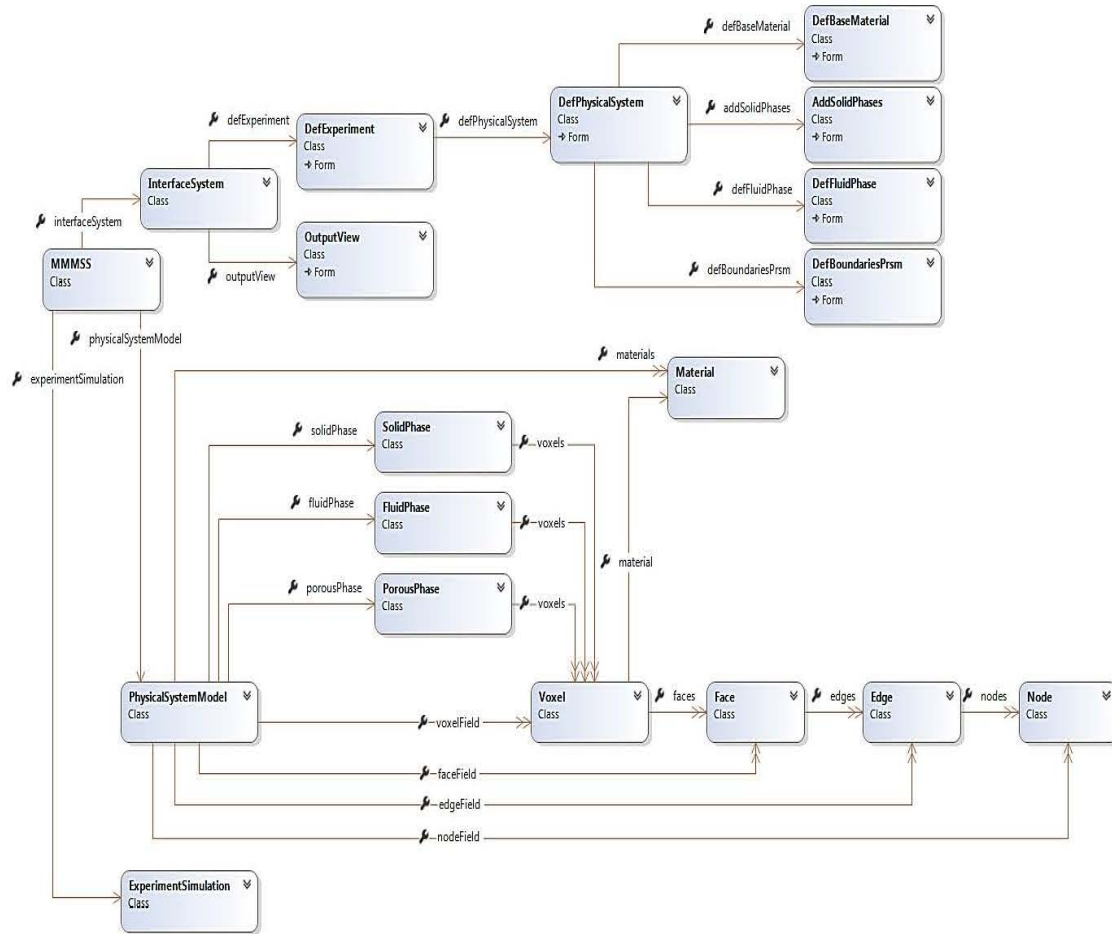 defBaseMaterial
DefBaseMaterial
Class
Form
DefPhysicalSystem
Class
Form
addSolidPhases
AddSolidPhases
Class
Form
defExperiment
DefExperiment
Class
Form
defPhysicalSystem
InterfaceSystem
Class
defFluidPhase
DefFluidPhase
Class
Form
interfaceSystem
OutputView
Class
Form
outputView
MMMSS
Class
defBoundariesPrsm
DefBoundariesPrsm
Class
Form
physicalSystemModel
experimentSimulation
materials
Material
Class
solidPhase
SolidPhase
Class
voxels
fluidPhase
FluidPhase
Class
voxels
material
porousPhase
PorousPhase
Class
voxels
PhysicalSystemModel
Class
voxelField
Voxel
Class
faces
Face
Class
edges
Edge
Class
nodes
Node
Class
faceField
edgeField
nodeField
ExperimentSimulation
Class